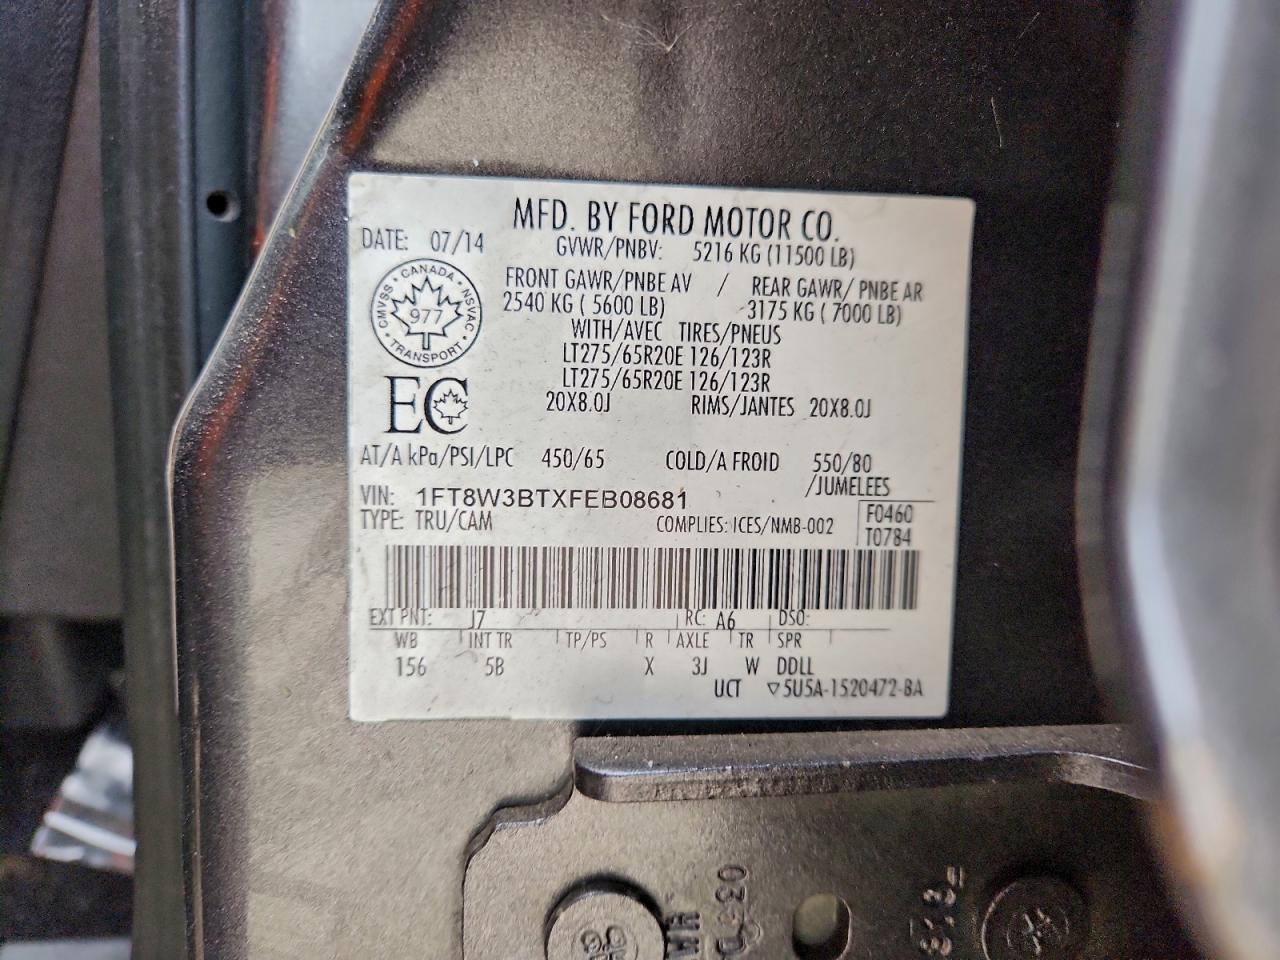 MFD. BY FORD MOTOR CO.
DATE: 07/14
GVWR/PNBV: 5216 KG (11500 LB)
FRONT GAWR/PNBE AV / REAR GAWR/PNBE AR
2540 KG ( 5600 LB) 3175 KG ( 7000 LB)
WITH/AVEC TIRES/PNEUS
LT275/65R20E 126/123R
LT275/65R20E 126/123R
20X8.0J RIMS/JANTES 20X8.0J
CANADA
CMVSS 977 NSVAC
TRANSPORT
EC
AT/A kPa/PSI/LPC 450/65 COLD/A FROID 550/80
/JUMELEES
VIN: 1FT8W3BTXFEB08681
TYPE: TRU/CAM COMPLIES: ICES/NMB-002
F0460
T0784
EXT PNT: J7 RC: A6 DSO:
WB INT TR TP/PS R AXLE TR SPR
156 5B X 3J W DDLL
UCT ▽5U5A-1520472-BA